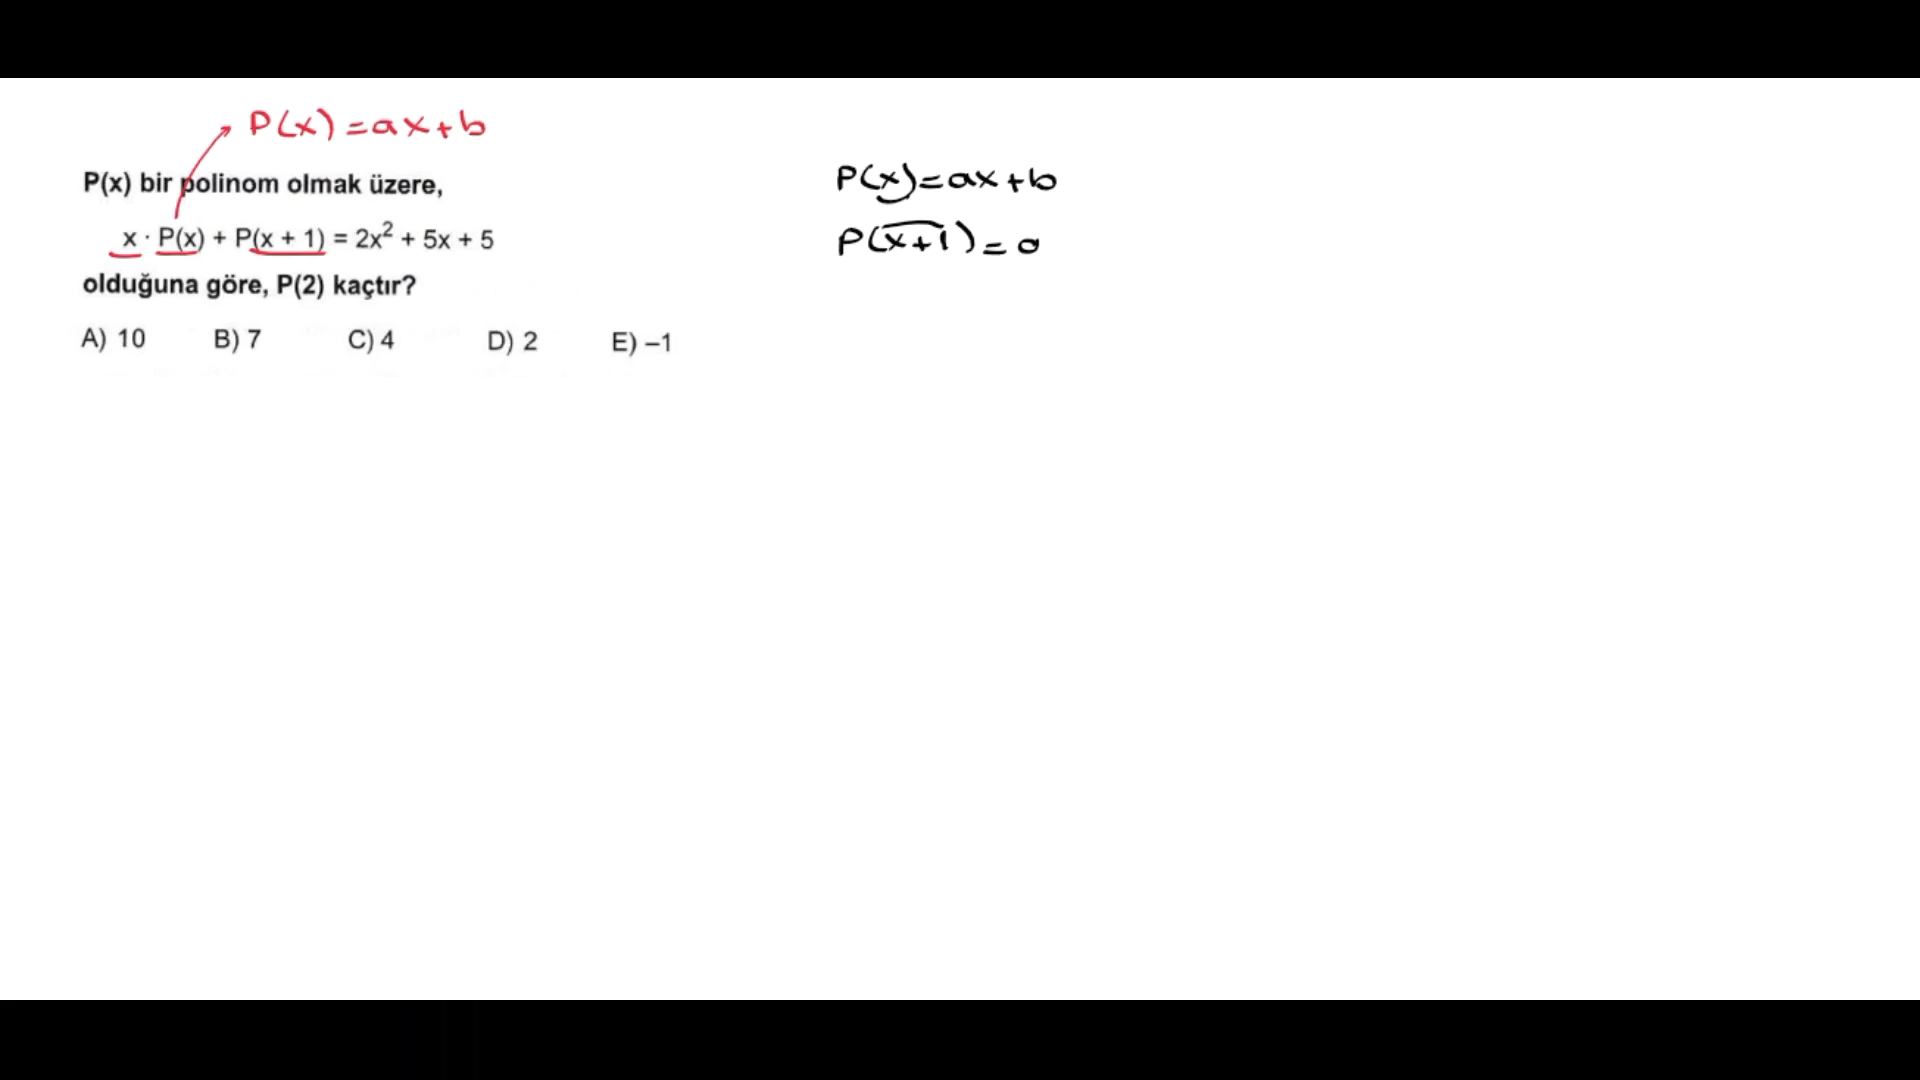 P(x) = ax + b
P(x) bir polinom olmak üzere,
x · P(x) + P(x + 1) = 2x² + 5x + 5
olduğuna göre, P(2) kaçtır?
A) 10 B) 7 C) 4 D) 2 E) –1
P(x) = ax + b
P(x+1) = a